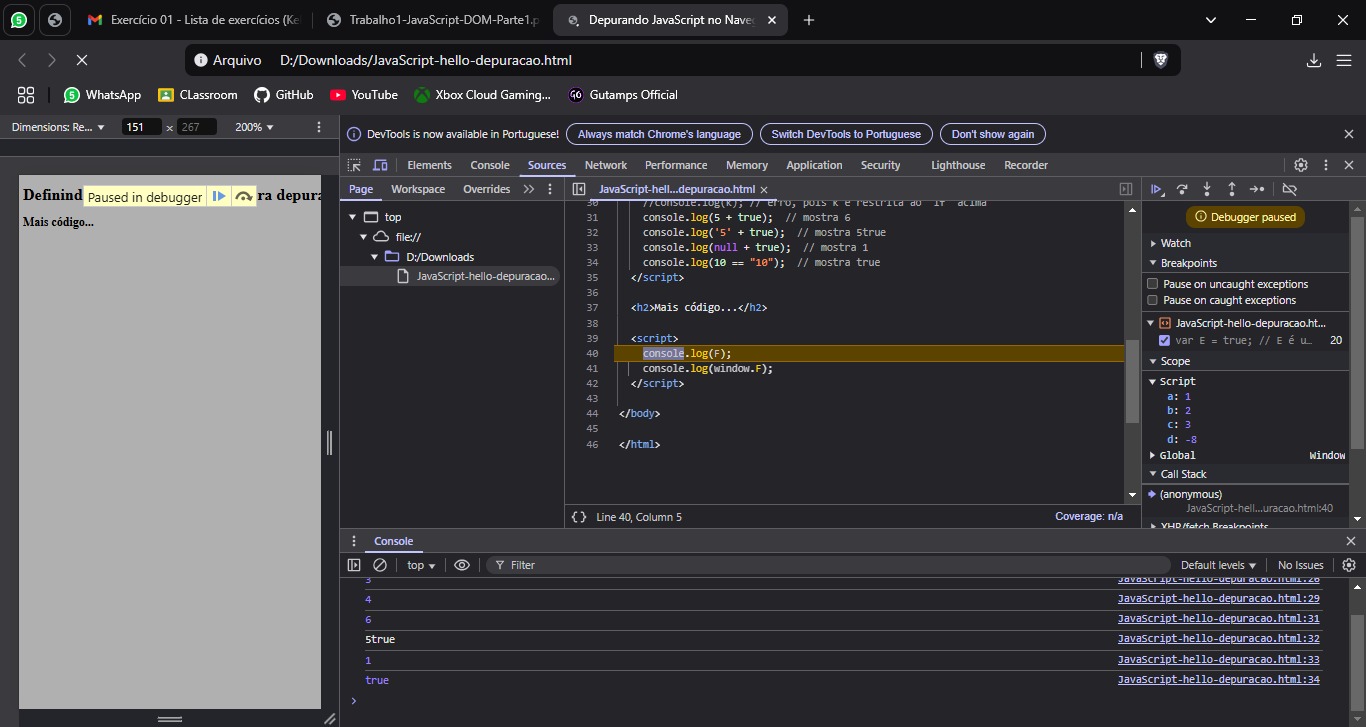 Exercício 01 - Lista de exercícios (Ke
Trabalho1-JavaScript-DOM-Parte1.p
Depurando JavaScript no Nave
Arquivo D:/Downloads/JavaScript-hello-depuracao.html
WhatsApp CLassroom GitHub YouTube Xbox Cloud Gaming... Gutamps Official
Dimensions: Re... 151 x 267 200%
DevTools is now available in Portuguese! Always match Chrome's language Switch DevTools to Portuguese Don't show again
Elements Console Sources Network Performance Memory Application Security Lighthouse Recorder
Page Workspace Overrides
JavaScript-hell...depuracao.html
Definind
Paused in debugger
ra depura
Mais código...
top
file://
D:/Downloads
JavaScript-hello-depuracao...
30 //console.log(k); // erro, pois k é restrita ao 'if' acima
31 console.log(5 + true); // mostra 6
32 console.log('5' + true); // mostra 5true
33 console.log(null + true); // mostra 1
34 console.log(10 == "10"); // mostra true
35 </script>
36
37 <h2>Mais código...</h2>
38
39 <script>
40 console.log(F);
41 console.log(window.F);
42 </script>
43
44 </body>
45
46 </html>
{} Line 40, Column 5 Coverage: n/a
Debugger paused
Watch
Breakpoints
Pause on uncaught exceptions
Pause on caught exceptions
JavaScript-hello-depuracao.ht...
var E = true; // E é u… 20
Scope
Script
a: 1
b: 2
c: 3
d: -8
Global Window
Call Stack
(anonymous)
JavaScript-hell...uracao.html:40
XHR/fetch Breakpoints
Console
top Filter Default levels No Issues
3 JavaScript-hello-depuracao.html:26
4 JavaScript-hello-depuracao.html:29
6 JavaScript-hello-depuracao.html:31
5true JavaScript-hello-depuracao.html:32
1 JavaScript-hello-depuracao.html:33
true JavaScript-hello-depuracao.html:34